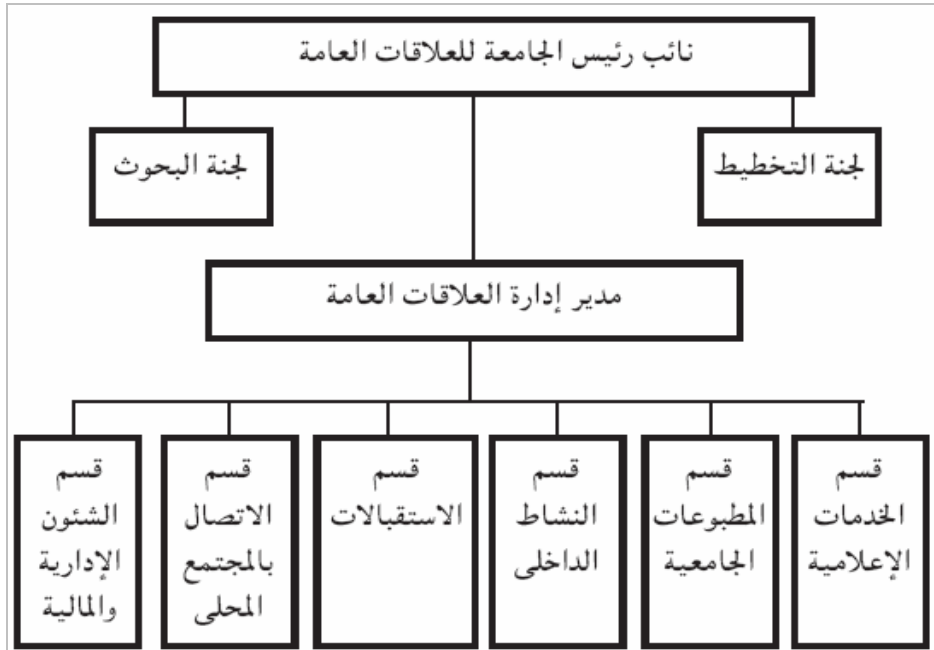 نائب رئيس الجامعة للعلاقات العامة
لجنة التخطيط
لجنة البحوث
مدير إدارة العلاقات العامة
قسم
الخدمات
الإعلامية
قسم
المطبوعات
الجامعية
قسم
النشاط
الداخلى
قسم
الاستقبالات
قسم
الاتصال
بالمجتمع
المحلى
قسم
الشئون
الإدارية
والمالية